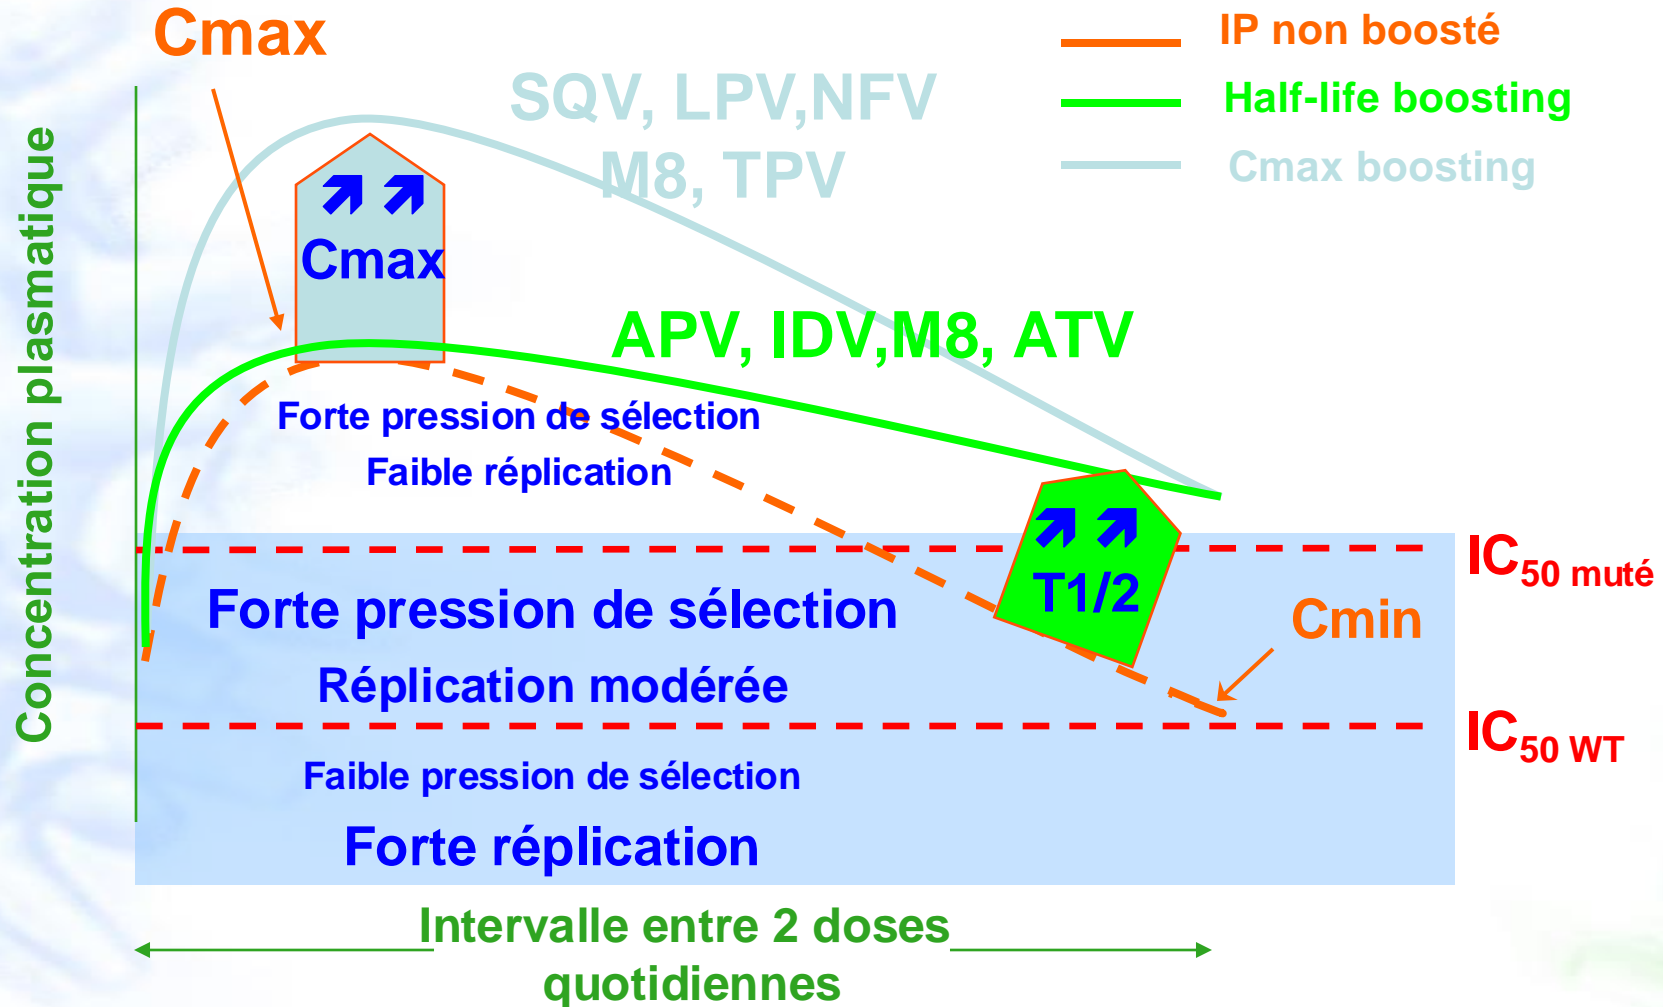 Cmax
IP non boosté
Half-life boosting
Cmax boosting
SQV, LPV,NFV
M8, TPV
Concentration plasmatique
Cmax
APV, IDV,M8, ATV
Forte pression de sélection
Faible réplication
T1/2
IC50 muté
Forte pression de sélection
Cmin
Réplication modérée
IC50 WT
Faible pression de sélection
Forte réplication
Intervalle entre 2 doses
quotidiennes